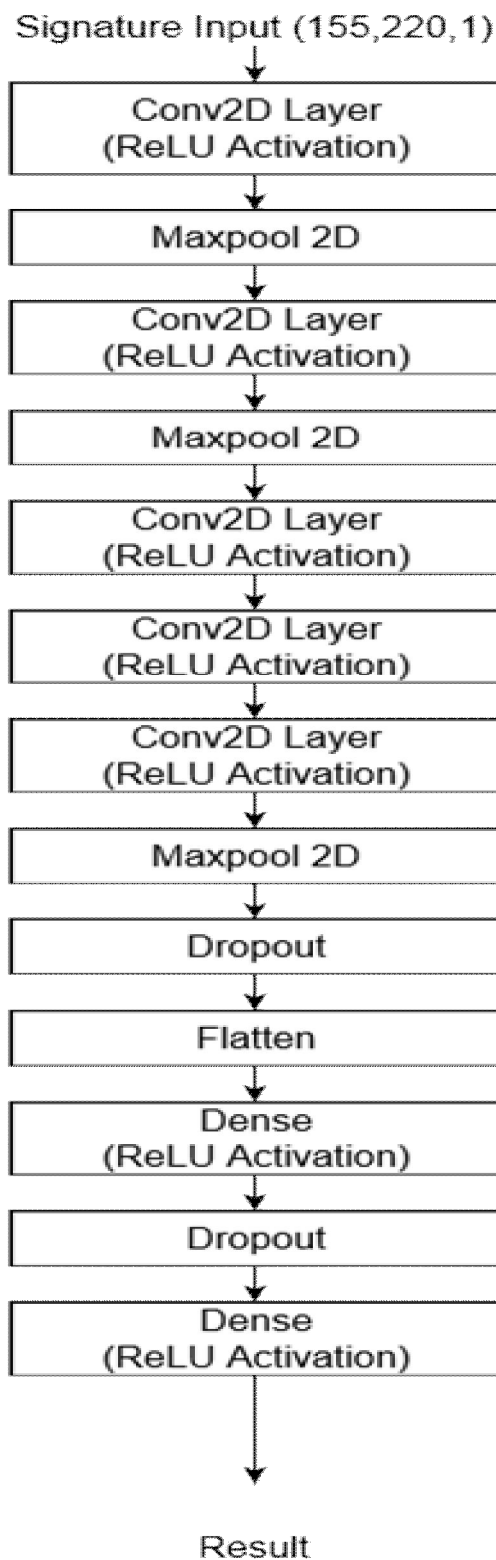 Signature Input (155,220,1)
Conv2D Layer
(ReLU Activation)
Maxpool 2D
Conv2D Layer
(ReLU Activation)
Maxpool 2D
Conv2D Layer
(ReLU Activation)
Conv2D Layer
(ReLU Activation)
Conv2D Layer
(ReLU Activation)
Maxpool 2D
Dropout
Flatten
Dense
(ReLU Activation)
Dropout
Dense
(ReLU Activation)
Result